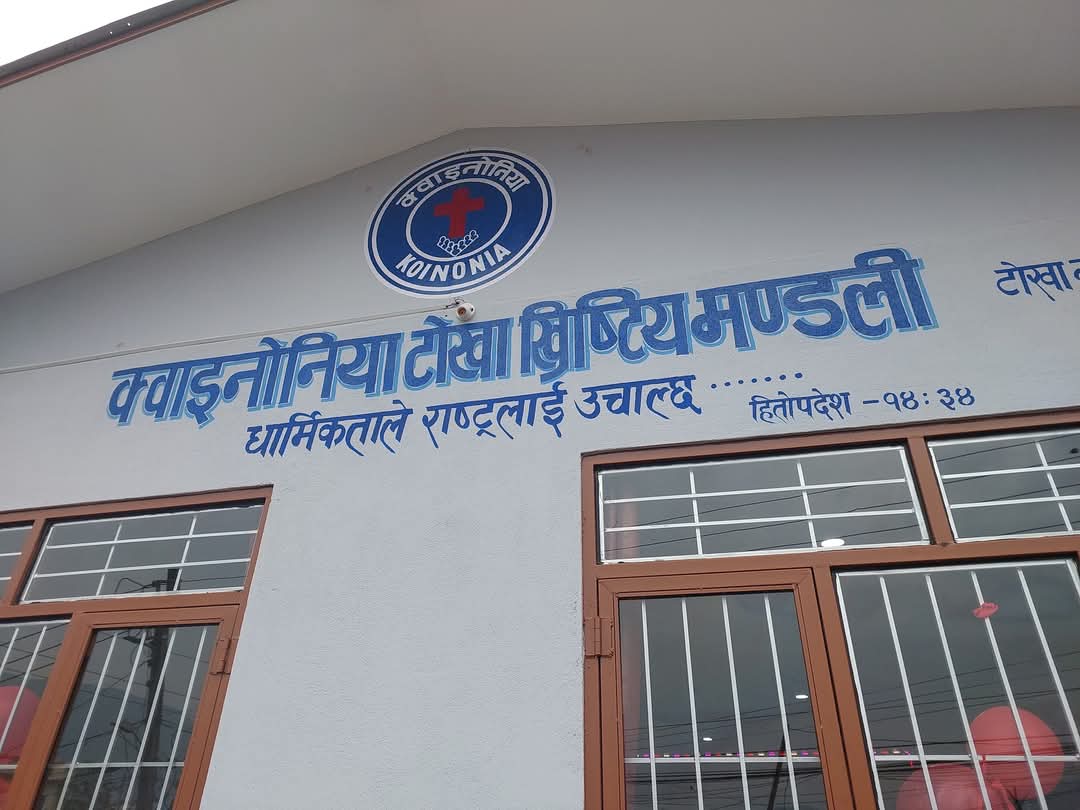 क्वाइनोनिया
KOINONIA
क्वाइनोनिया टोखा ख्रिष्टिय मण्डली
टोखा
धार्मिकताले राष्ट्रलाई उचाल्छ ·······
हितोपदेश – १४ : ३४